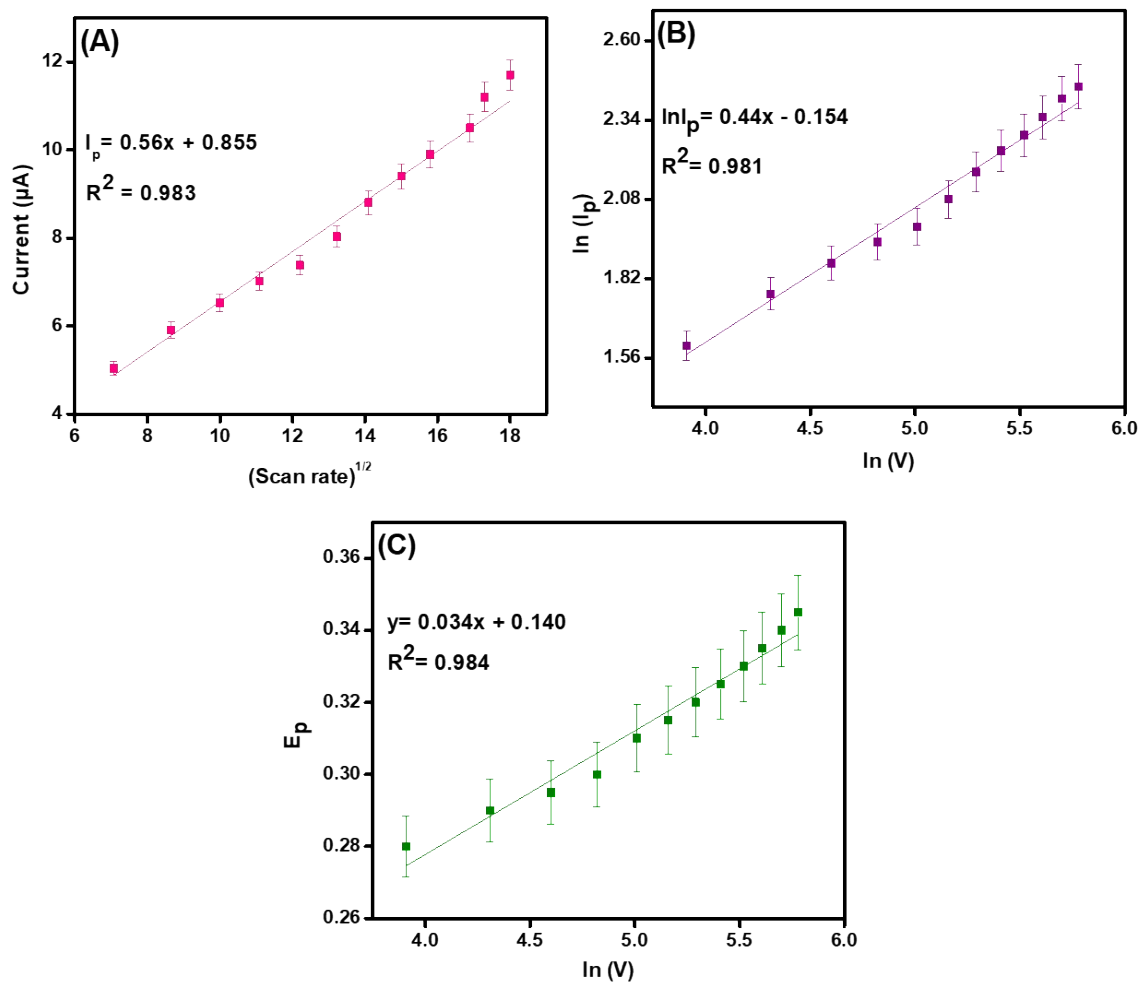 (A)
I_p = 0.56x + 0.855
R² = 0.983
Current (µA)
12
10
8
6
4
6 8 10 12 14 16 18
(Scan rate)^1/2
(B)
lnI_p= 0.44x - 0.154
R² = 0.981
ln (I_p)
2.60
2.34
2.08
1.82
1.56
4.0 4.5 5.0 5.5 6.0
ln (V)
(C)
y= 0.034x + 0.140
R²= 0.984
E_p
0.36
0.34
0.32
0.30
0.28
0.26
4.0 4.5 5.0 5.5 6.0
ln (V)